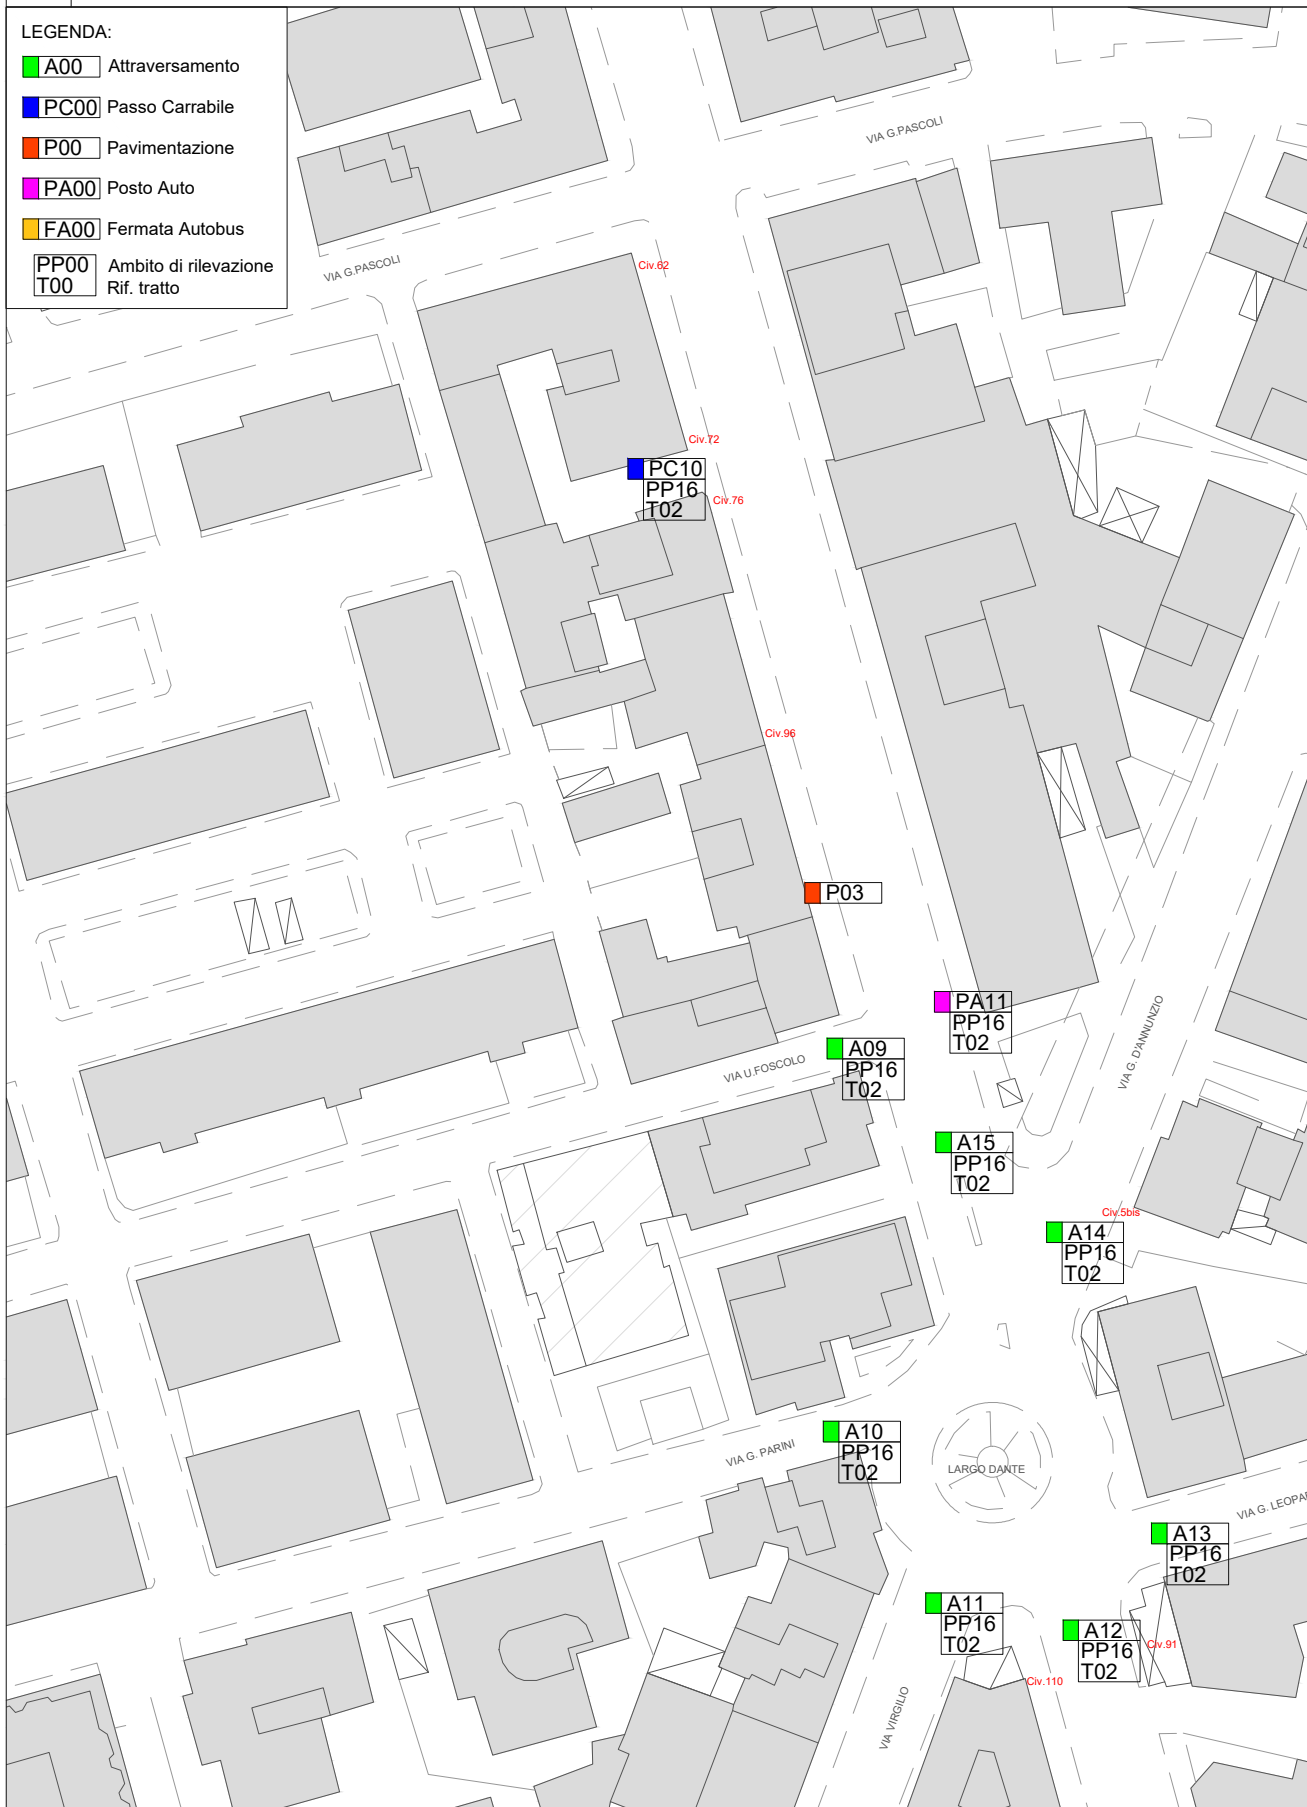 LEGENDA:
A00 Attraversamento
PC00 Passo Carrabile
P00 Pavimentazione
PA00 Posto Auto
FA00 Fermata Autobus
PP00 Ambito di rilevazione
T00 Rif. tratto
VIA G.PASCOLI
VIA G.PASCOLI
Civ.62
Civ.72
PC10
PP16
T02
Civ.76
Civ.96
P03
PA11
PP16
T02
VIA G. D'ANNUNZIO
A09
PP16
T02
VIA U.FOSCOLO
A15
PP16
T02
Civ.5bis
A14
PP16
T02
A10
PP16
T02
VIA G. PARINI
LARGO DANTE
VIA G. LEOPAR
A13
PP16
T02
A11
PP16
T02
A12
PP16
T02
Civ.91
Civ.110
VIA VIRGILIO